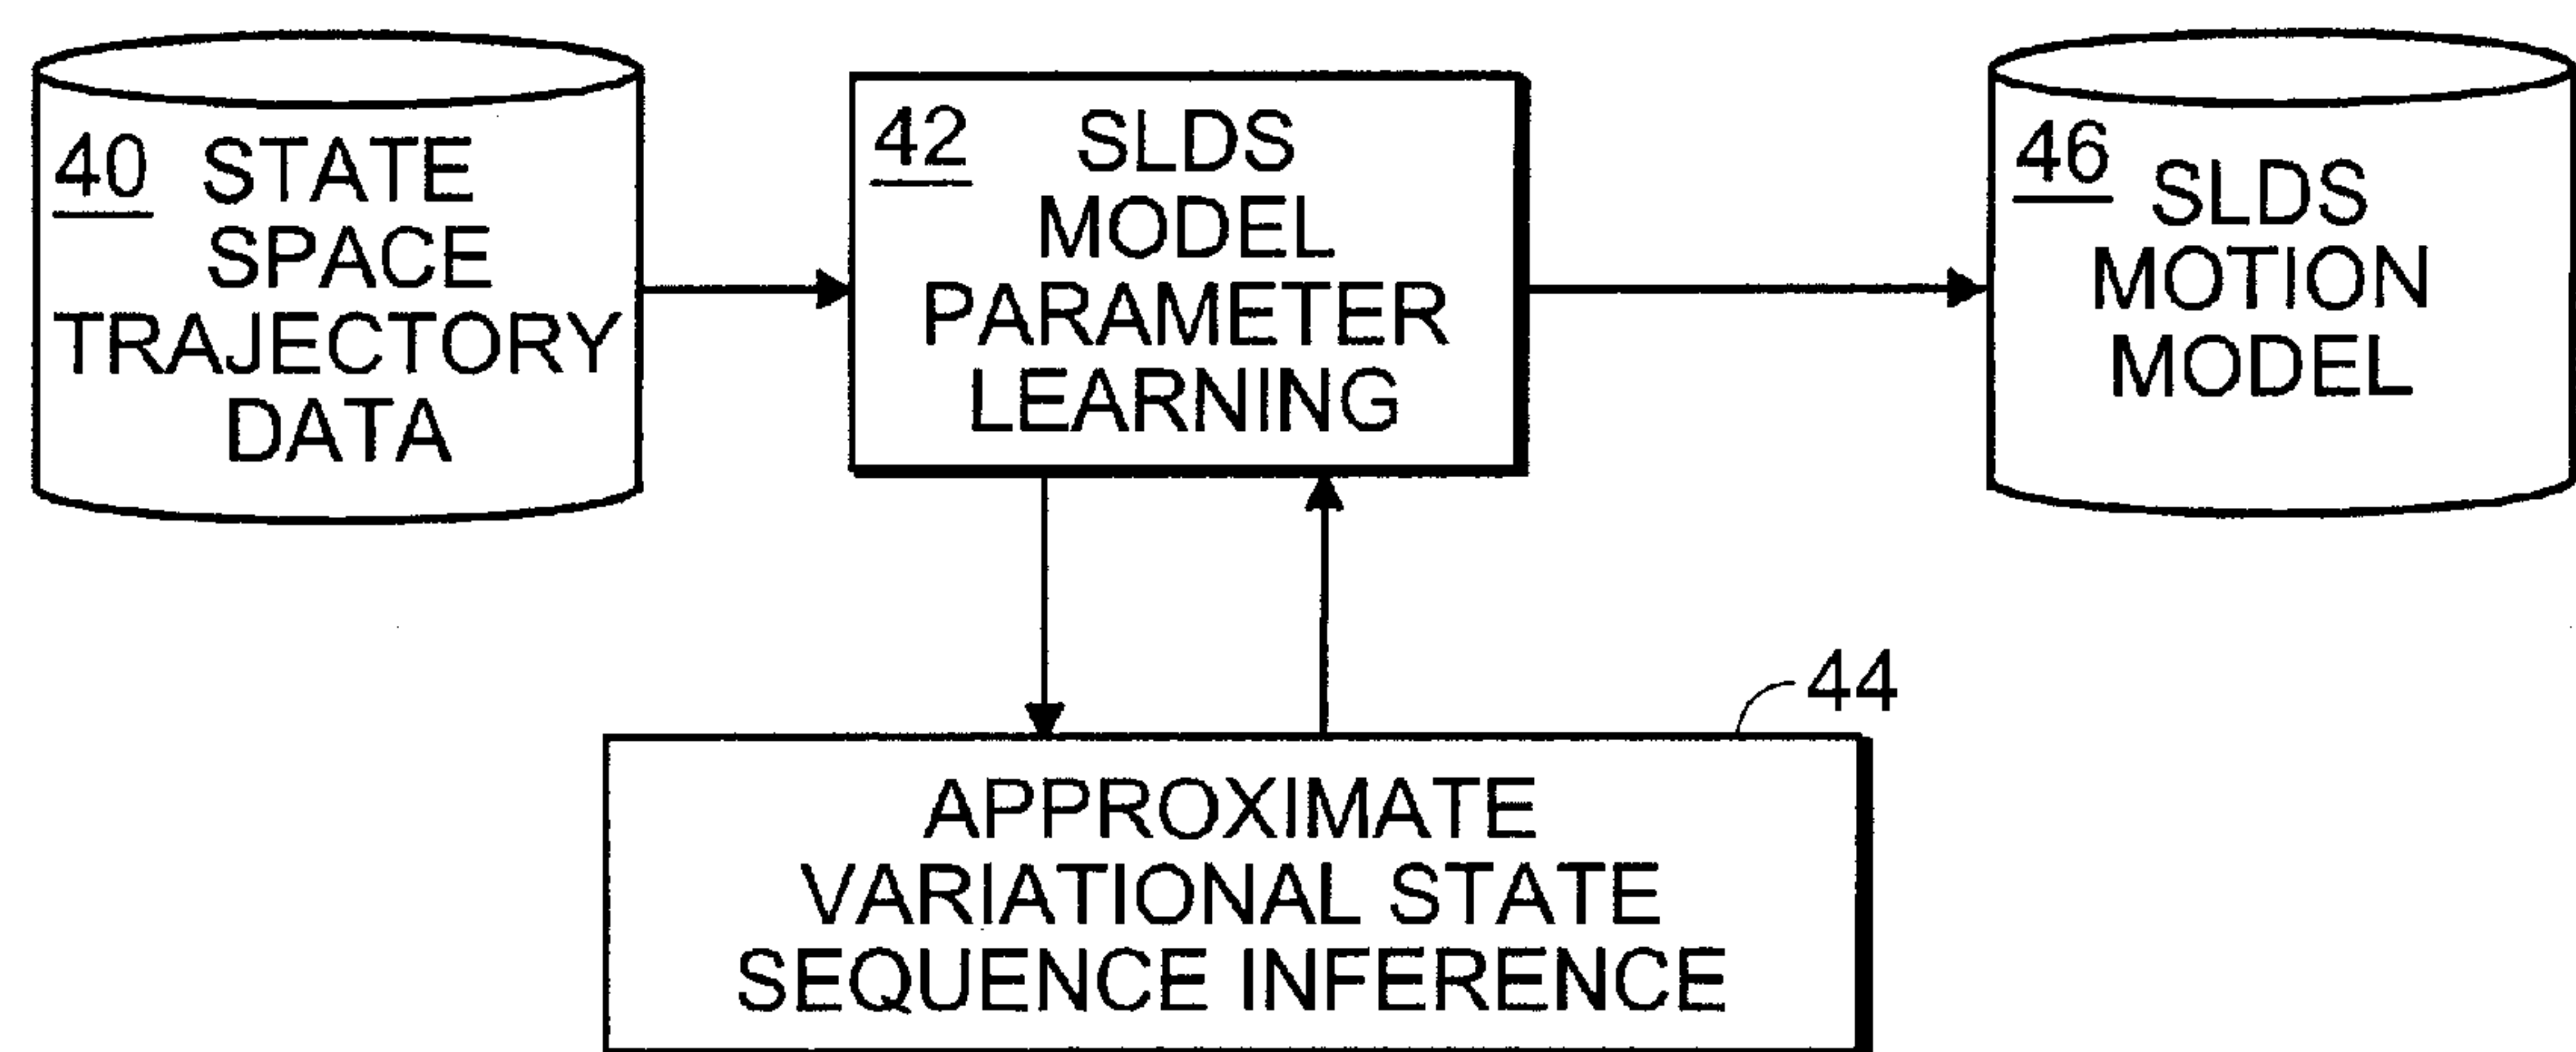 40 STATE
SPACE
TRAJECTORY
DATA
42 SLDS
MODEL
PARAMETER
LEARNING
46
SLDS
MOTION
MODEL
44
APPROXIMATE
VARIATIONAL STATE
SEQUENCE INFERENCE